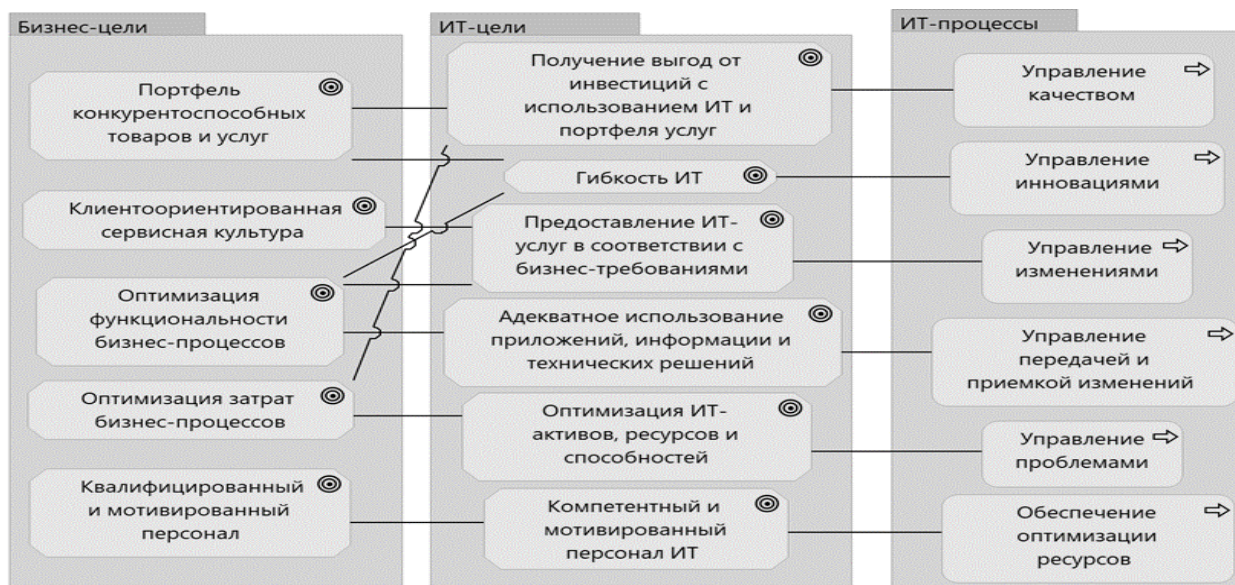 Бизнес-цели
Портфель
конкурентоспособных
товаров и услуг
Клиентоориентированная
сервисная культура
Оптимизация
функциональности
бизнес-процессов
Оптимизация затрат
бизнес-процессов
Квалифицированный
и мотивированный
персонал
ИТ-цели
Получение выгод от
инвестиций с
использованием ИТ и
портфеля услуг
Гибкость ИТ
Предоставление ИТ-
услуг в соответствии с
бизнес-требованиями
Адекватное использование
приложений, информации и
технических решений
Оптимизация ИТ-
активов, ресурсов и
способностей
Компетентный и
мотивированный
персонал ИТ
ИТ-процессы
Управление
качеством
Управление
инновациями
Управление
изменениями
Управление
передачей и
приемкой изменений
Управление
проблемами
Обеспечение
оптимизации
ресурсов